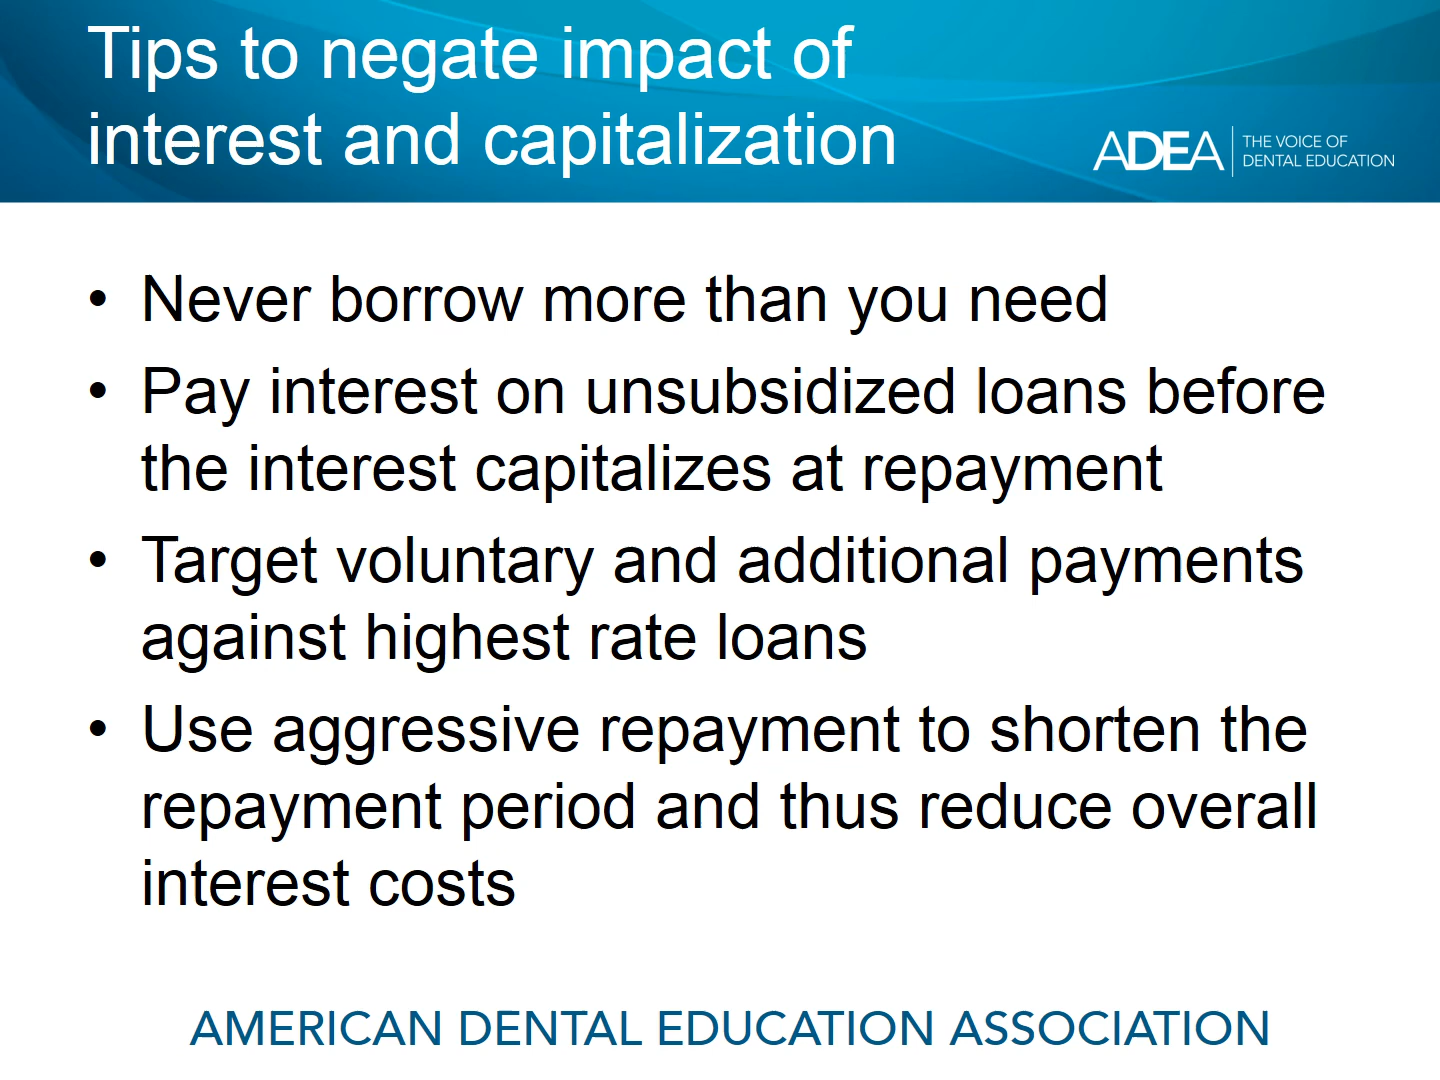 Tips to negate impact of
interest and capitalization
ADEA
THE VOICE OF
DENTAL EDUCATION
• Never borrow more than you need
• Pay interest on unsubsidized loans before
the interest capitalizes at repayment
• Target voluntary and additional payments
against highest rate loans
• Use aggressive repayment to shorten the
repayment period and thus reduce overall
interest costs
AMERICAN DENTAL EDUCATION ASSOCIATION